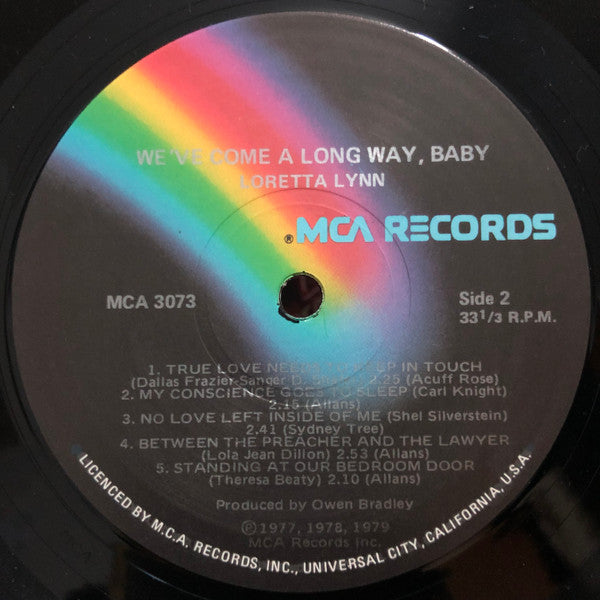 WE'VE COME A LONG WAY, BABY
LORETTA LYNN
®MCA RECORDS
MCA 3073
Side 2
33 1/3 R.P.M.
1. TRUE LOVE NEEDS TO KEEP IN TOUCH
(Dallas Frazier-Sanger D. 2.25 (Acuff Rose)
2. MY CONSCIENCE GOES TO SLEEP (Carl Knight)
2.15 (Allans)
3. NO LOVE LEFT INSIDE OF ME (Shel Silverstein)
2.41 (Sydney Tree)
4. BETWEEN THE PREACHER AND THE LAWYER
(Lola Jean Dillon) 2.53 (Allans)
5. STANDING AT OUR BEDROOM DOOR
(Theresa Beaty) 2.10 (Allans)
Produced by Owen Bradley
©℗1977, 1978, 1979
MCA Records Inc.
LICENCED BY M.C.A. RECORDS, INC., UNIVERSAL CITY, CALIFORNIA, U.S.A.